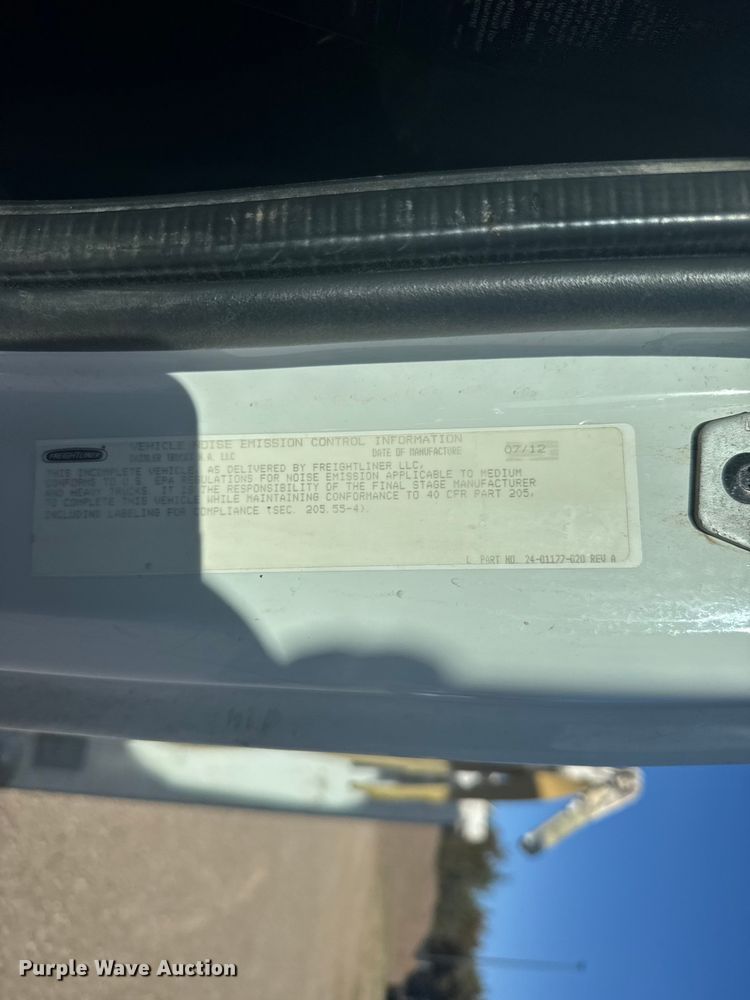 VEHICLE NOISE EMISSION CONTROL INFORMATION
FREIGHTLINER
DAIMLER TRUCKS N.A. LLC DATE OF MANUFACTURE 07/12
THIS INCOMPLETE VEHICLE, AS DELIVERED BY FREIGHTLINER LLC,
CONFORMS TO U.S. EPA REGULATIONS FOR NOISE EMISSION APPLICABLE TO MEDIUM
AND HEAVY TRUCKS. IT IS THE RESPONSIBILITY OF THE FINAL STAGE MANUFACTURER
TO COMPLETE THIS VEHICLE WHILE MAINTAINING CONFORMANCE TO 40 CFR PART 205,
INCLUDING LABELING FOR COMPLIANCE (SEC. 205.55-4).
L PART NO. 24-01177-020 REV A
Purple Wave Auction